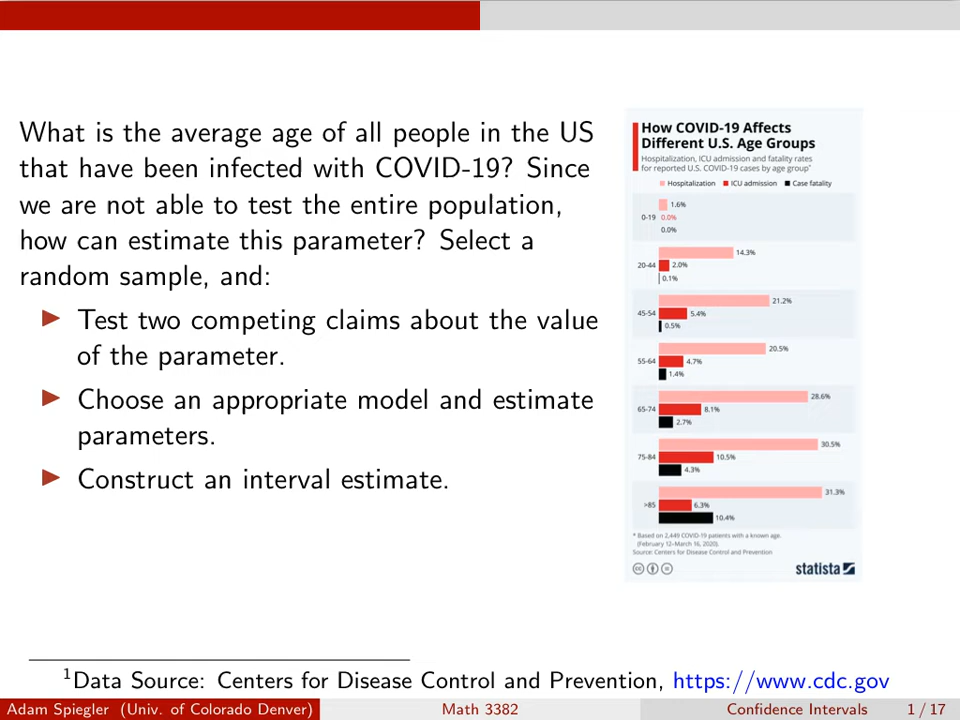 What is the average age of all people in the US
that have been infected with COVID-19? Since
we are not able to test the entire population,
how can estimate this parameter? Select a
random sample, and:
Test two competing claims about the value
of the parameter.
Choose an appropriate model and estimate
parameters.
Construct an interval estimate.
How COVID-19 Affects
Different U.S. Age Groups
Hospitalization, ICU admission and fatality rates
for reported U.S. COVID-19 cases by age group*
Hospitalization ICU admission Case fatality
1.6%
0-19 0.0%
0.0%
14.3%
20-44 2.0%
0.1%
21.2%
45-54 5.4%
0.5%
20.5%
55-64 4.7%
1.4%
28.6%
65-74 8.1%
2.7%
30.5%
75-84 10.5%
4.3%
31.3%
>85 6.3%
10.4%
* Based on 2,449 COVID-19 patients with a known age.
(February 12–March 16, 2020).
Source: Centers for Disease Control and Prevention
statista
1Data Source: Centers for Disease Control and Prevention, https://www.cdc.gov
Adam Spiegler (Univ. of Colorado Denver) Math 3382 Confidence Intervals 1 / 17